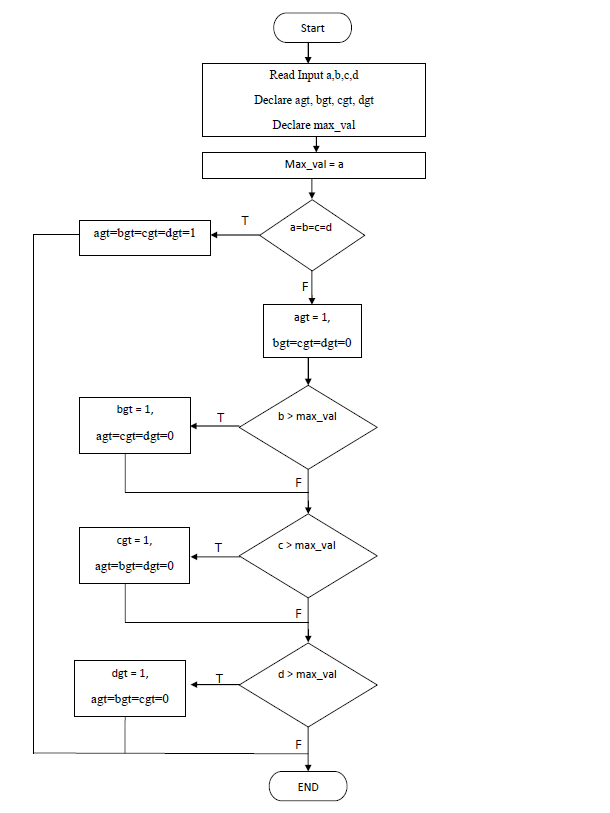 Start
Read Input a,b,c,d
Declare agt, bgt, cgt, dgt
Declare max_val
Max_val = a
a=b=c=d
T
agt=bgt=cgt=dgt=1
F
agt = 1,
bgt=cgt=dgt=0
b > max_val
T
bgt = 1,
agt=cgt=dgt=0
F
c > max_val
T
cgt = 1,
agt=bgt=dgt=0
F
d > max_val
T
dgt = 1,
agt=bgt=cgt=0
F
END